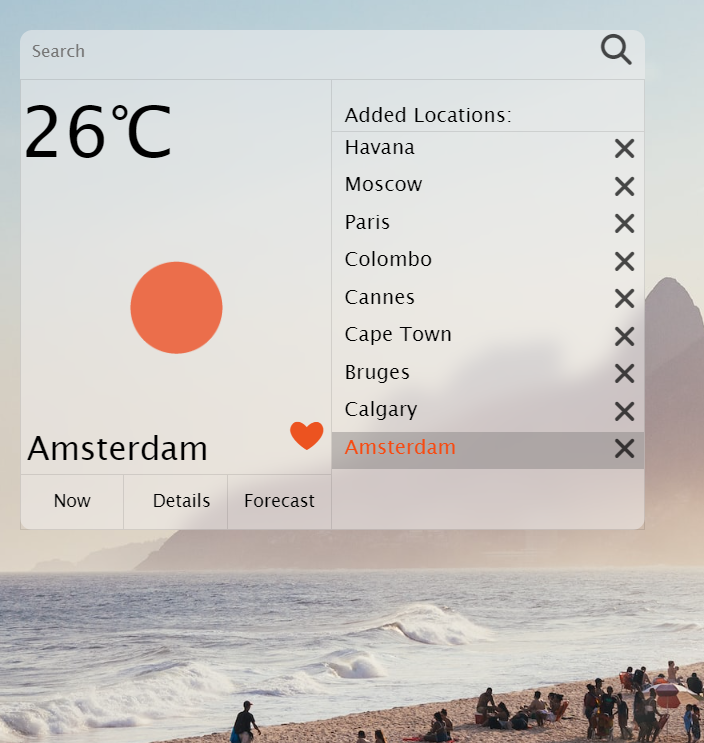 Search
26°C
Amsterdam
Now
Details
Forecast
Added Locations:
Havana
Moscow
Paris
Colombo
Cannes
Cape Town
Bruges
Calgary
Amsterdam